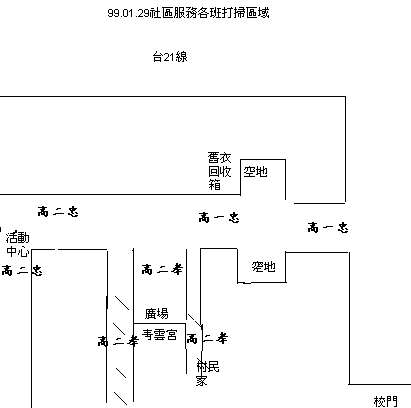 99.01.29社區服務各班打掃區域
台21線
舊衣
回收
箱
空地
高二忠
高一忠
高一忠
活動
中心
高二忠
高二孝
空地
廣場
青雲宮
高二孝
高二孝
村民
家
校門